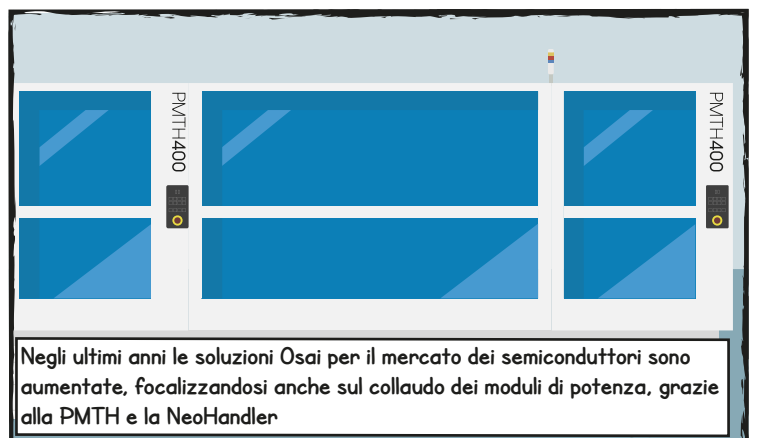 PMTH400
PMTH400
Negli ultimi anni le soluzioni Osai per il mercato dei semiconduttori sono
aumentate, focalizzandosi anche sul collaudo dei moduli di potenza, grazie
alla PMTH e la NeoHandler